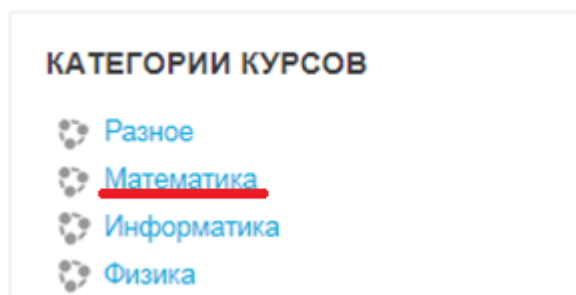 КАТЕГОРИИ КУРСОВ
Разное
Математика
Информатика
Физика